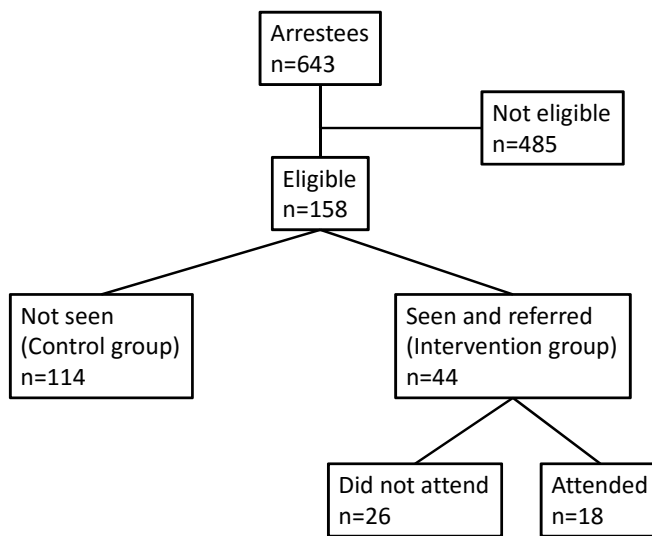 Arrestees
n=643
Not eligible
n=485
Eligible
n=158
Not seen
(Control group)
n=114
Seen and referred
(Intervention group)
n=44
Did not attend
n=26
Attended
n=18